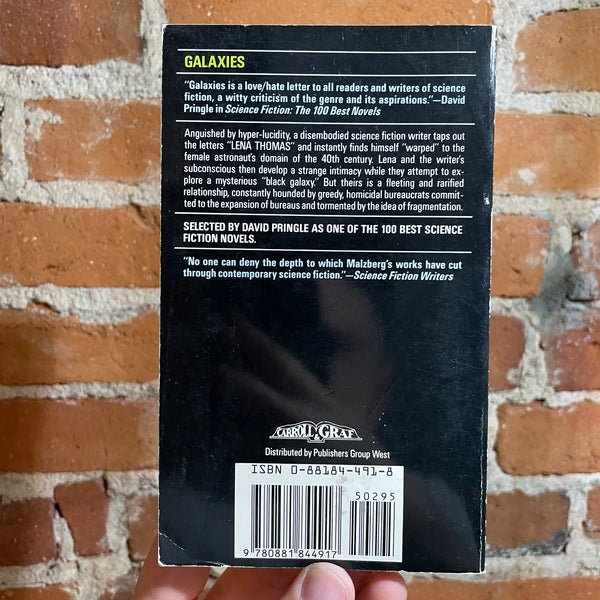 GALAXIES
"Galaxies is a love/hate letter to all readers and writers of science
fiction, a witty criticism of the genre and its aspirations."—David
Pringle in Science Fiction: The 100 Best Novels
Anguished by hyper-lucidity, a disembodied science fiction writer taps out
the letters "LENA THOMAS" and instantly finds himself "warped" to the
female astronaut's domain of the 40th century. Lena and the writer's
subconscious then develop a strange intimacy while they attempt to ex-
plore a mysterious "black galaxy." But theirs is a fleeting and rarified
relationship, constantly hounded by greedy, homicidal bureaucrats commit-
ted to the expansion of bureaus and tormented by the idea of fragmentation.
SELECTED BY DAVID PRINGLE AS ONE OF THE 100 BEST SCIENCE
FICTION NOVELS.
"No one can deny the depth to which Malzberg's works have cut
through contemporary science fiction."—Science Fiction Writers
CARROLL & GRAF
Distributed by Publishers Group West
ISBN 0-88184-491-8
50295
9 780881 844917